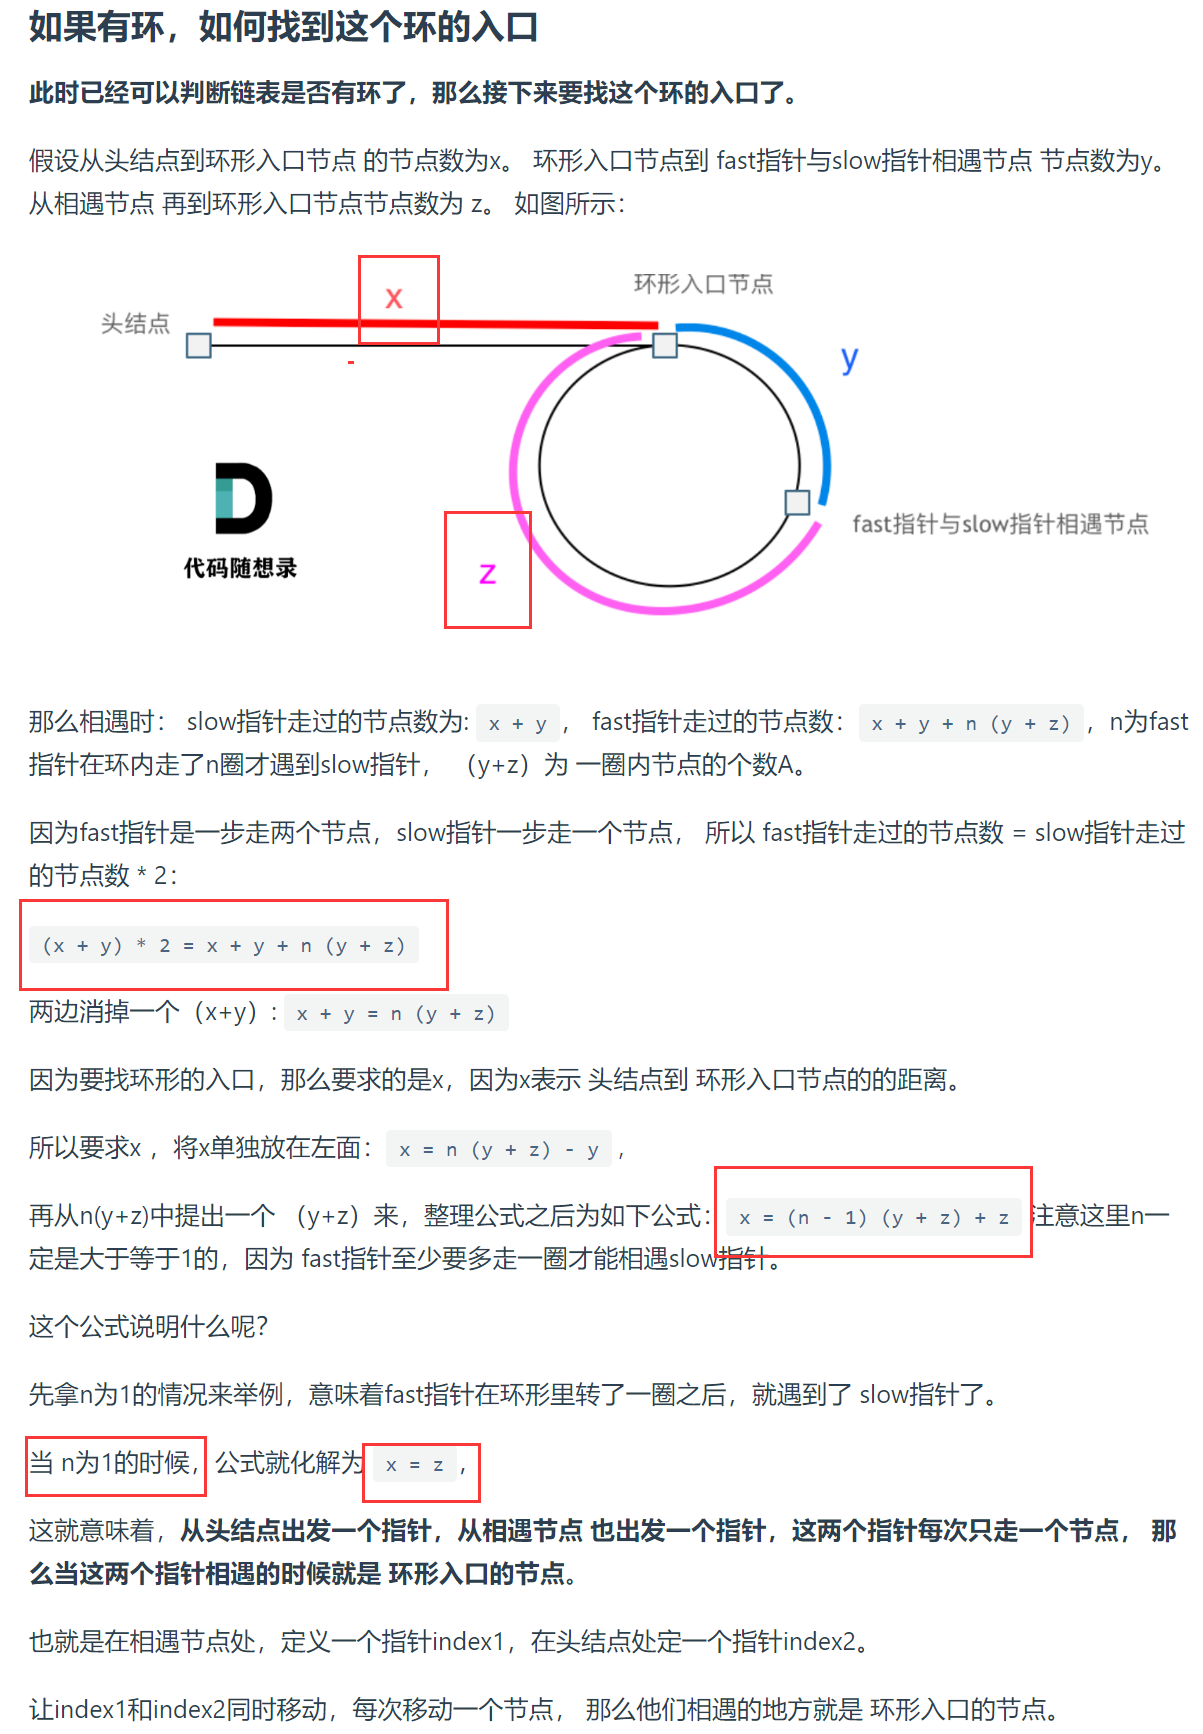 如果有环，如何找到这个环的入口
此时已经可以判断链表是否有环了，那么接下来要找这个环的入口了。
假设从头结点到环形入口节点 的节点数为x。 环形入口节点到 fast指针与slow指针相遇节点 节点数为y。
从相遇节点 再到环形入口节点节点数为 z。 如图所示：
x
环形入口节点
头结点
y
fast指针与slow指针相遇节点
代码随想录
z
那么相遇时： slow指针走过的节点数为: x + y ， fast指针走过的节点数： x + y + n (y + z) ，n为fast
指针在环内走了n圈才遇到slow指针， （y+z）为 一圈内节点的个数A。
因为fast指针是一步走两个节点，slow指针一步走一个节点， 所以 fast指针走过的节点数 = slow指针走过
的节点数 * 2：
(x + y) * 2 = x + y + n (y + z)
两边消掉一个（x+y）: x + y = n (y + z)
因为要找环形的入口，那么要求的是x，因为x表示 头结点到 环形入口节点的的距离。
所以要求x ，将x单独放在左面： x = n (y + z) - y ,
再从n(y+z)中提出一个 （y+z）来，整理公式之后为如下公式： x = (n - 1) (y + z) + z 注意这里n一
定是大于等于1的，因为 fast指针至少要多走一圈才能相遇slow指针。
这个公式说明什么呢？
先拿n为1的情况来举例，意味着fast指针在环形里转了一圈之后，就遇到了 slow指针了。
当 n为1的时候，公式就化解为 x = z ，
这就意味着，从头结点出发一个指针，从相遇节点 也出发一个指针，这两个指针每次只走一个节点， 那
么当这两个指针相遇的时候就是 环形入口的节点。
也就是在相遇节点处，定义一个指针index1，在头结点处定一个指针index2。
让index1和index2同时移动，每次移动一个节点， 那么他们相遇的地方就是 环形入口的节点。